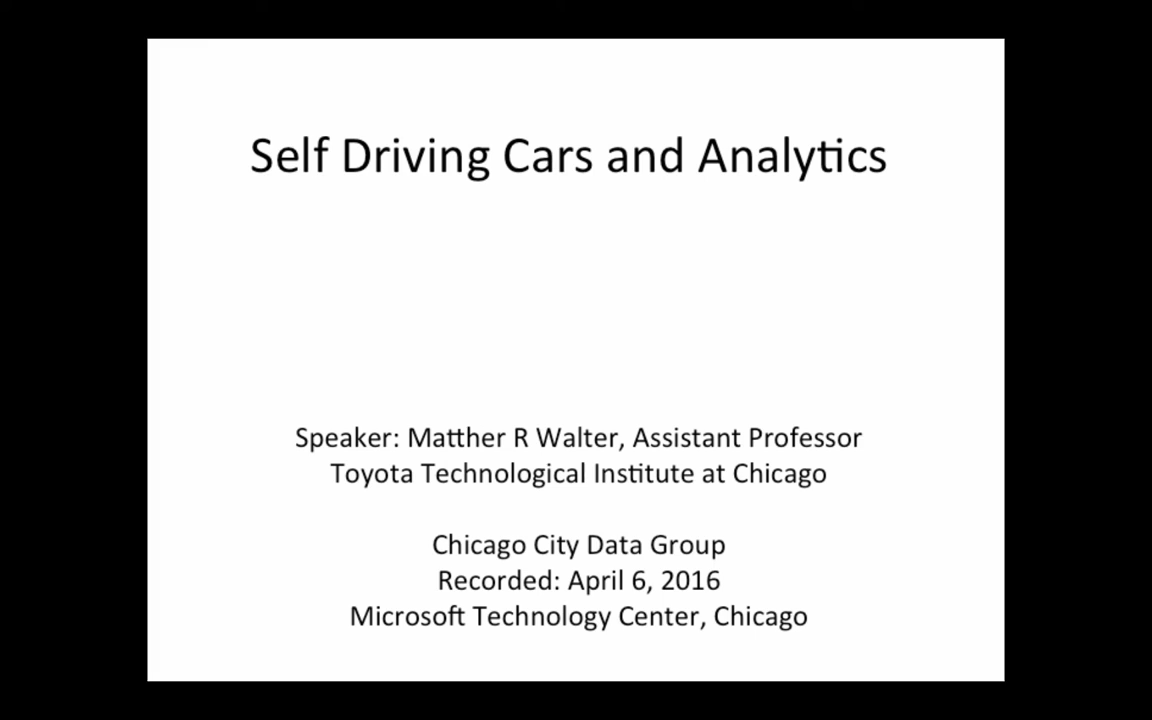 Self Driving Cars and Analytics
Speaker: Matther R Walter, Assistant Professor
Toyota Technological Institute at Chicago
Chicago City Data Group
Recorded: April 6, 2016
Microsoft Technology Center, Chicago